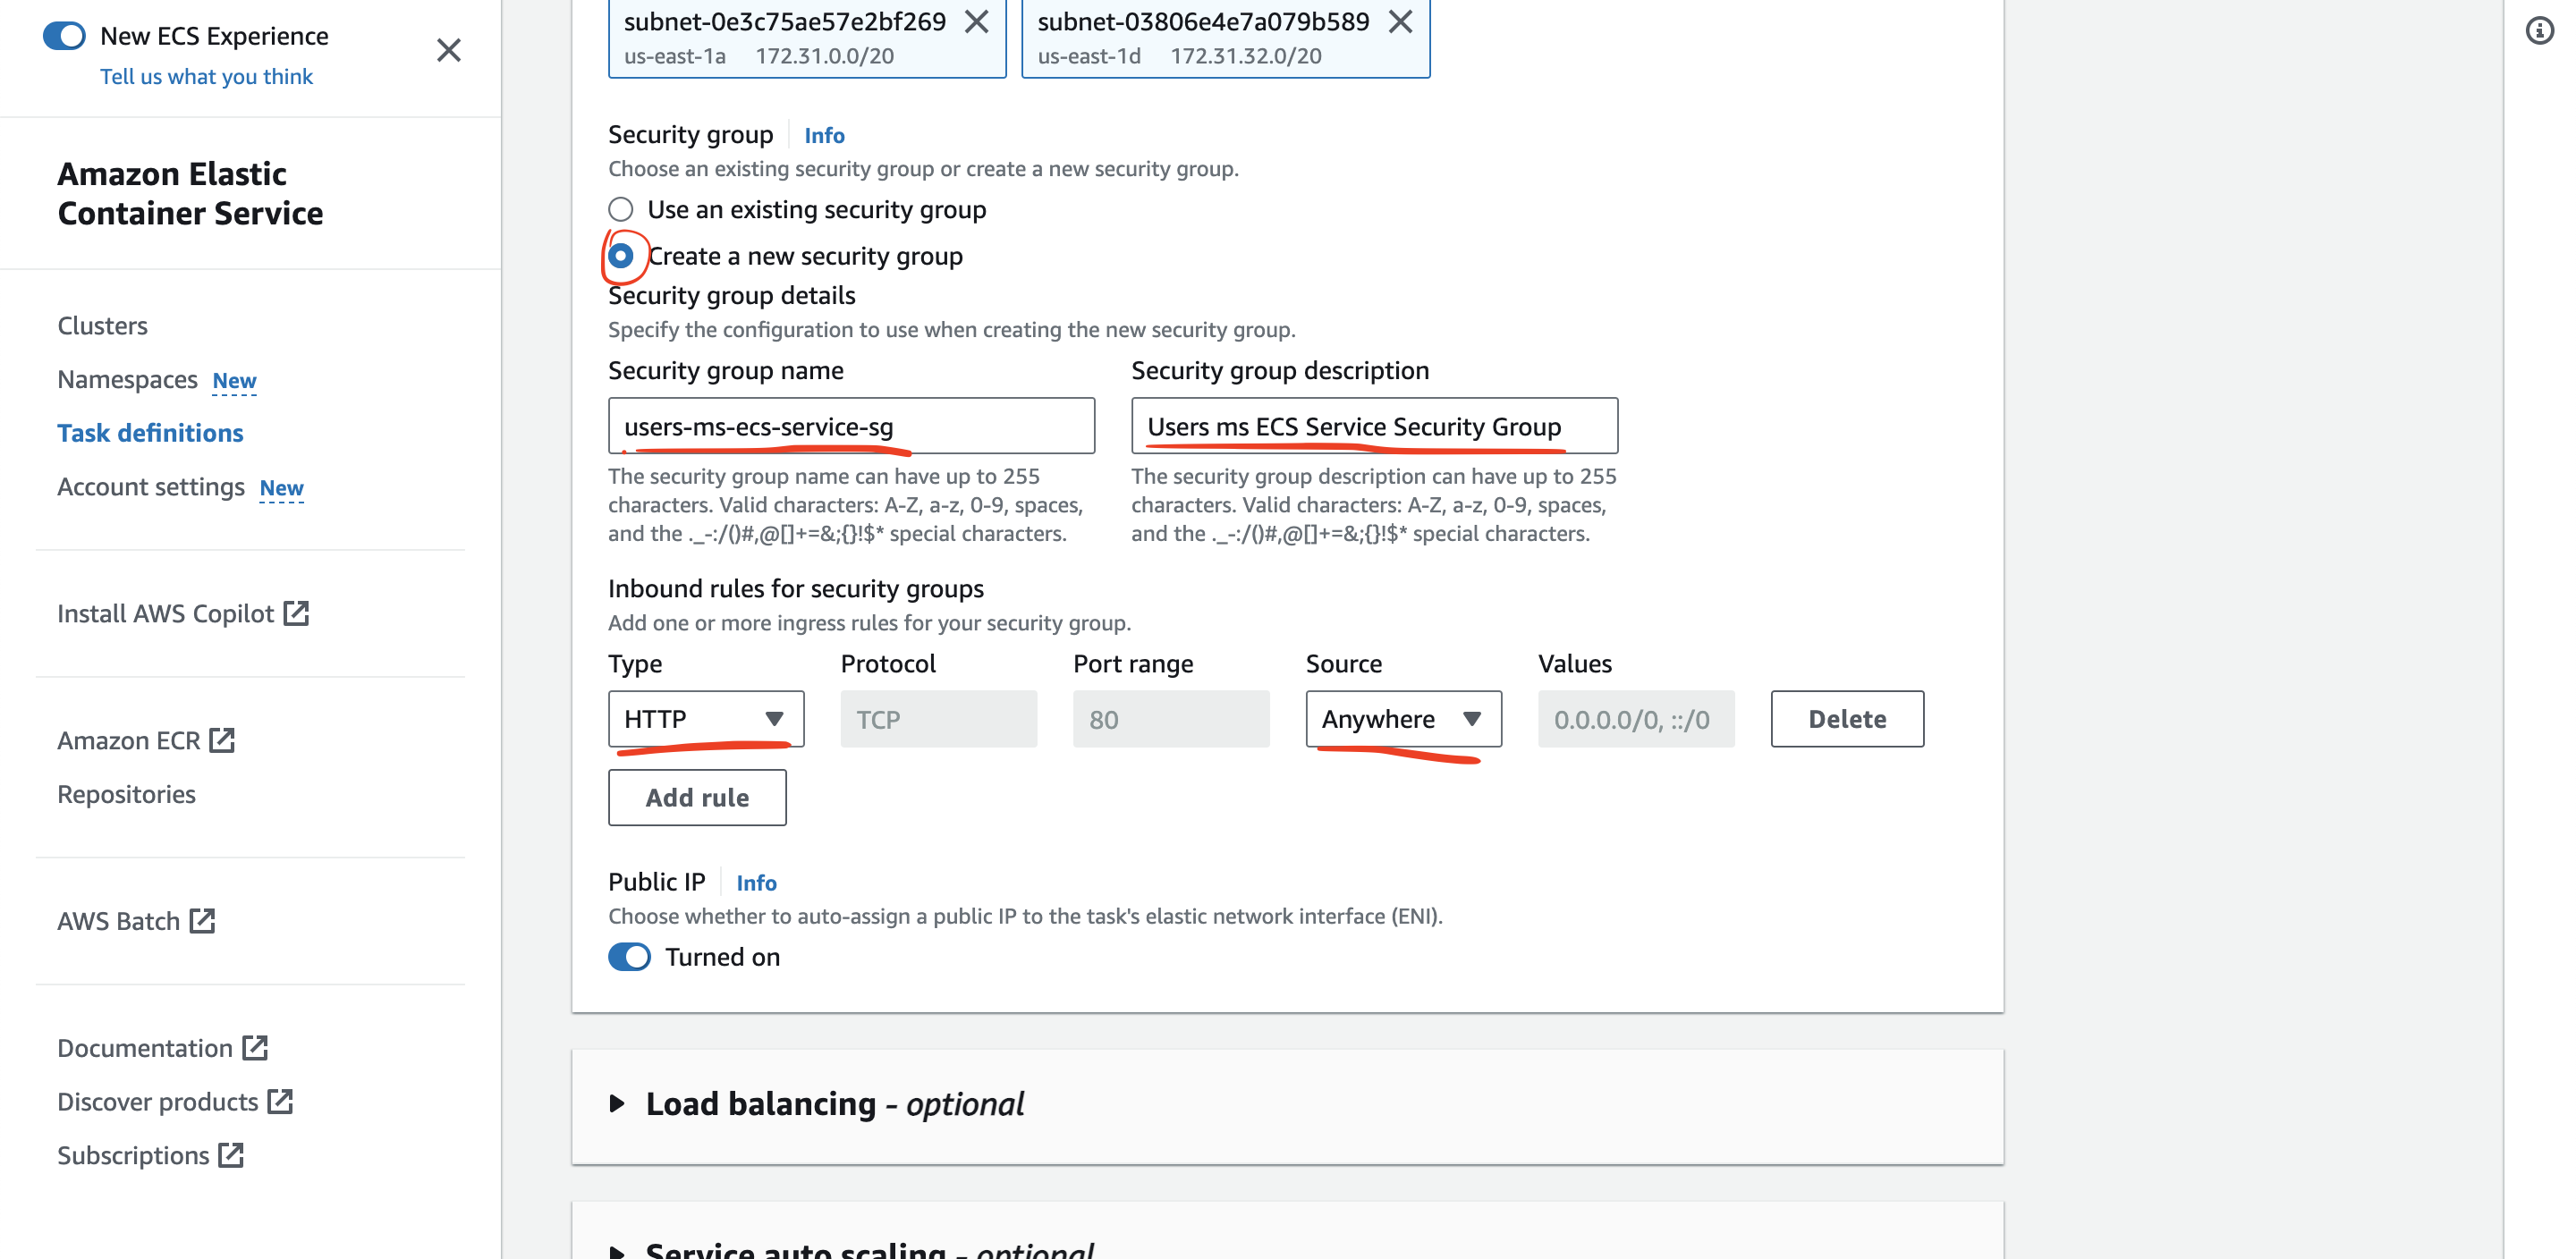 New ECS Experience
Tell us what you think
Amazon Elastic
Container Service
Clusters
Namespaces New
Task definitions
Account settings New
Install AWS Copilot
Amazon ECR
Repositories
AWS Batch
Documentation
Discover products
Subscriptions
subnet-0e3c75ae57e2bf269
us-east-1a 172.31.0.0/20
subnet-03806e4e7a079b589
us-east-1d 172.31.32.0/20
Security group Info
Choose an existing security group or create a new security group.
Use an existing security group
Create a new security group
Security group details
Specify the configuration to use when creating the new security group.
Security group name
users-ms-ecs-service-sg
The security group name can have up to 255
characters. Valid characters: A-Z, a-z, 0-9, spaces,
and the ._-:/()#,@[]+=&;{}!$* special characters.
Security group description
Users ms ECS Service Security Group
The security group description can have up to 255
characters. Valid characters: A-Z, a-z, 0-9, spaces,
and the ._-:/()#,@[]+=&;{}!$* special characters.
Inbound rules for security groups
Add one or more ingress rules for your security group.
Type Protocol Port range Source Values
HTTP TCP 80 Anywhere 0.0.0.0/0, ::/0 Delete
Add rule
Public IP Info
Choose whether to auto-assign a public IP to the task's elastic network interface (ENI).
Turned on
Load balancing - optional
Service auto scaling - optional